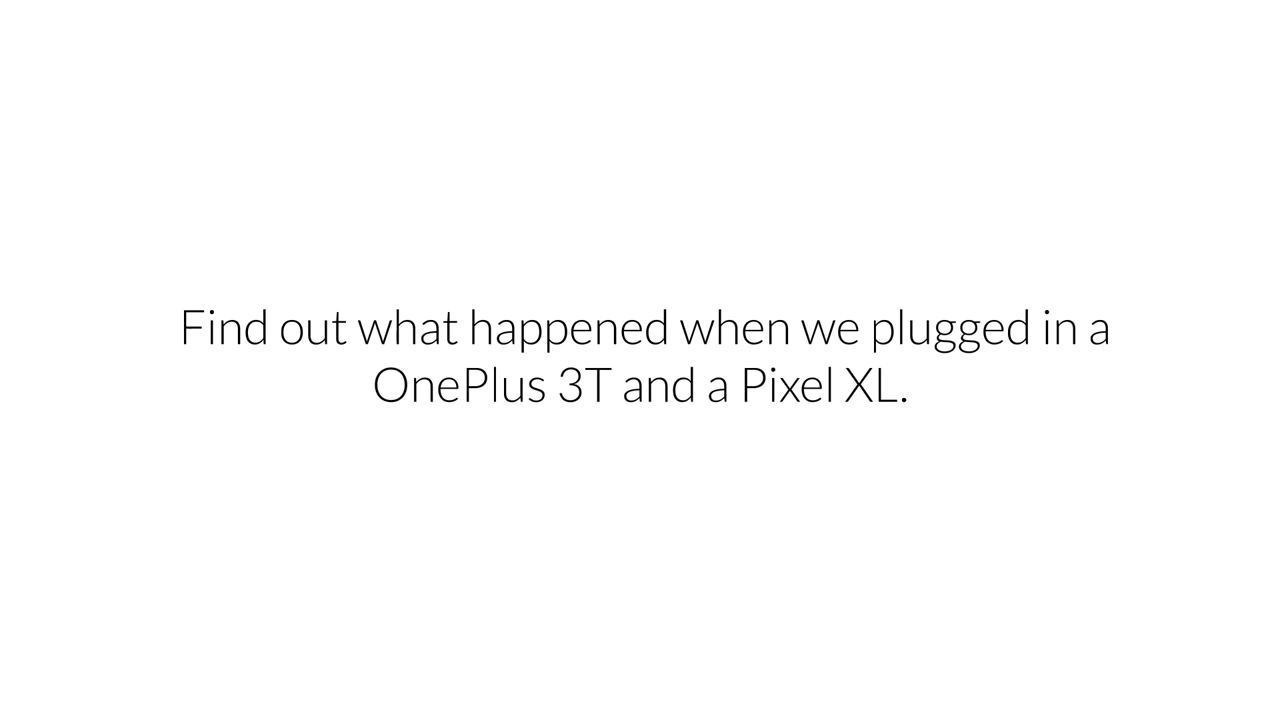 Find out what happened when we plugged in a
OnePlus 3T and a Pixel XL.